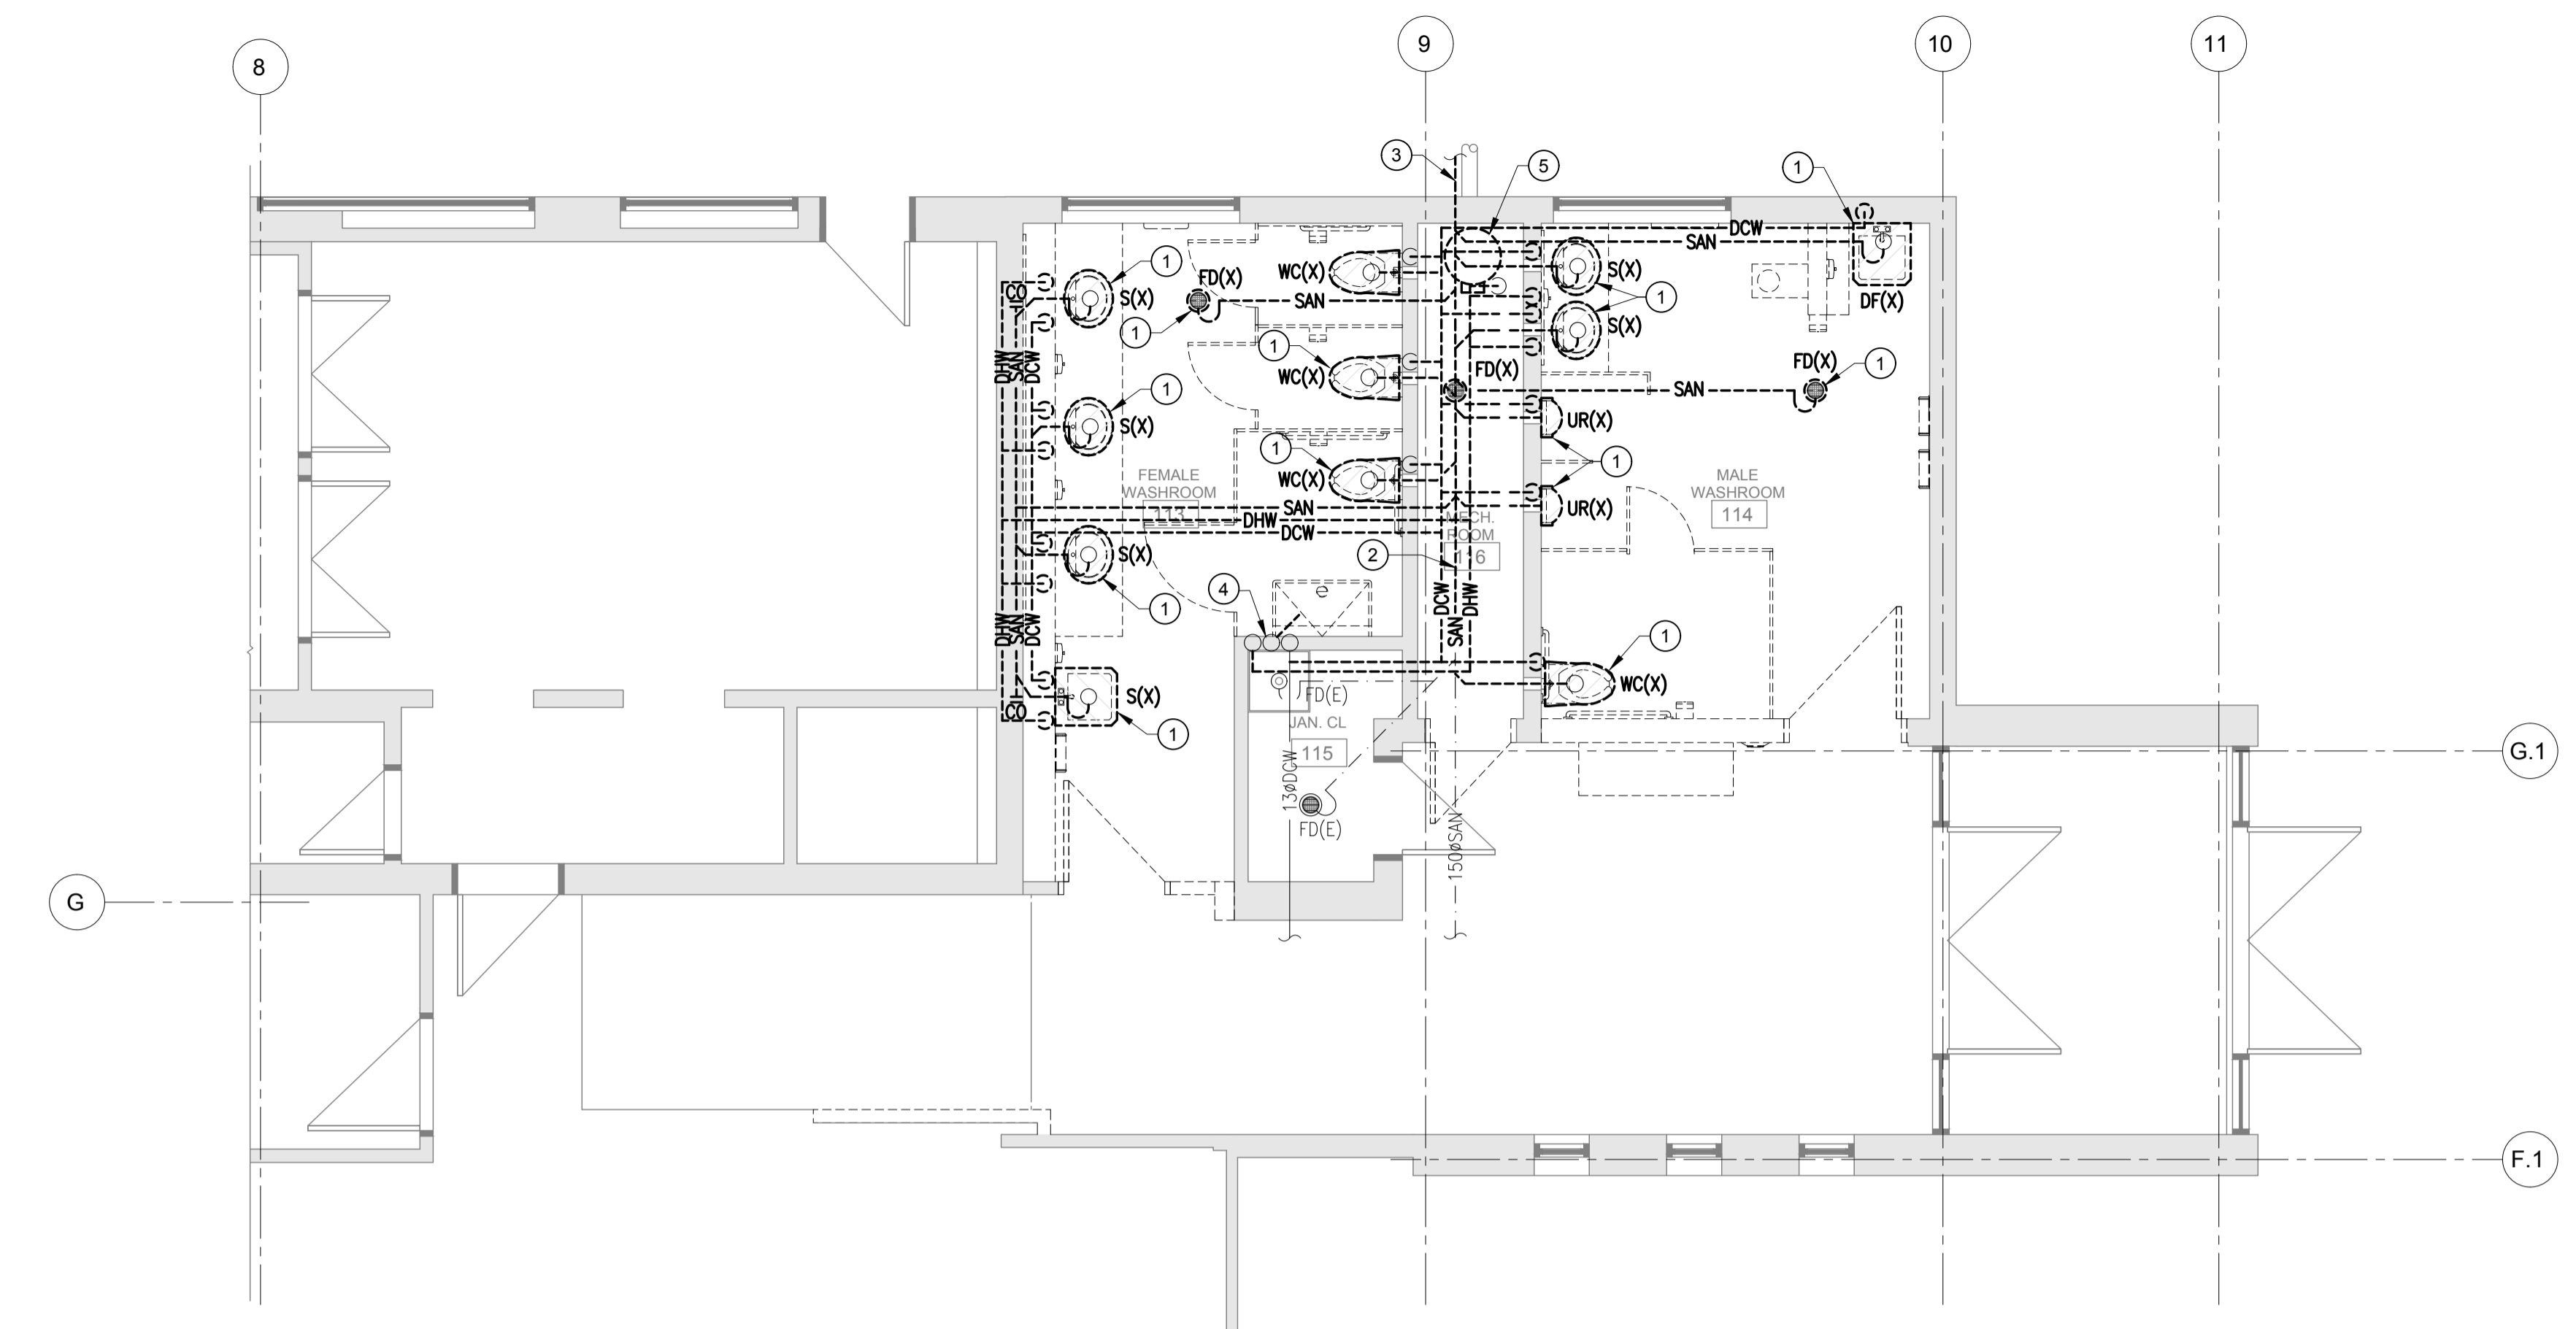 8
9
10
11
3
5
1
DCW
SAN
1
FD(X)
WC(X)
S(X)
CO
S(X)
SAN
1
S(X)
1
DF(X)
1
1
WC(X)
FD(X)
FD(X)
1
DHW
SAN
DCW
SAN
1
S(X)
UR(X)
1
WC(X)
1
FEMALE
WASHROOM
113
MALE
WASHROOM
114
SAN
DHW
DCW
UR(X)
MECH.
ROOM
116
2
S(X)
1
4
e
DCW
DHW
SAN
DHW
SAN
DCW
1
WC(X)
S(X)
CO
1
FD(E)
JAN. CL
115
13øDCW
FD(E)
150øSAN
G.1
G
F.1